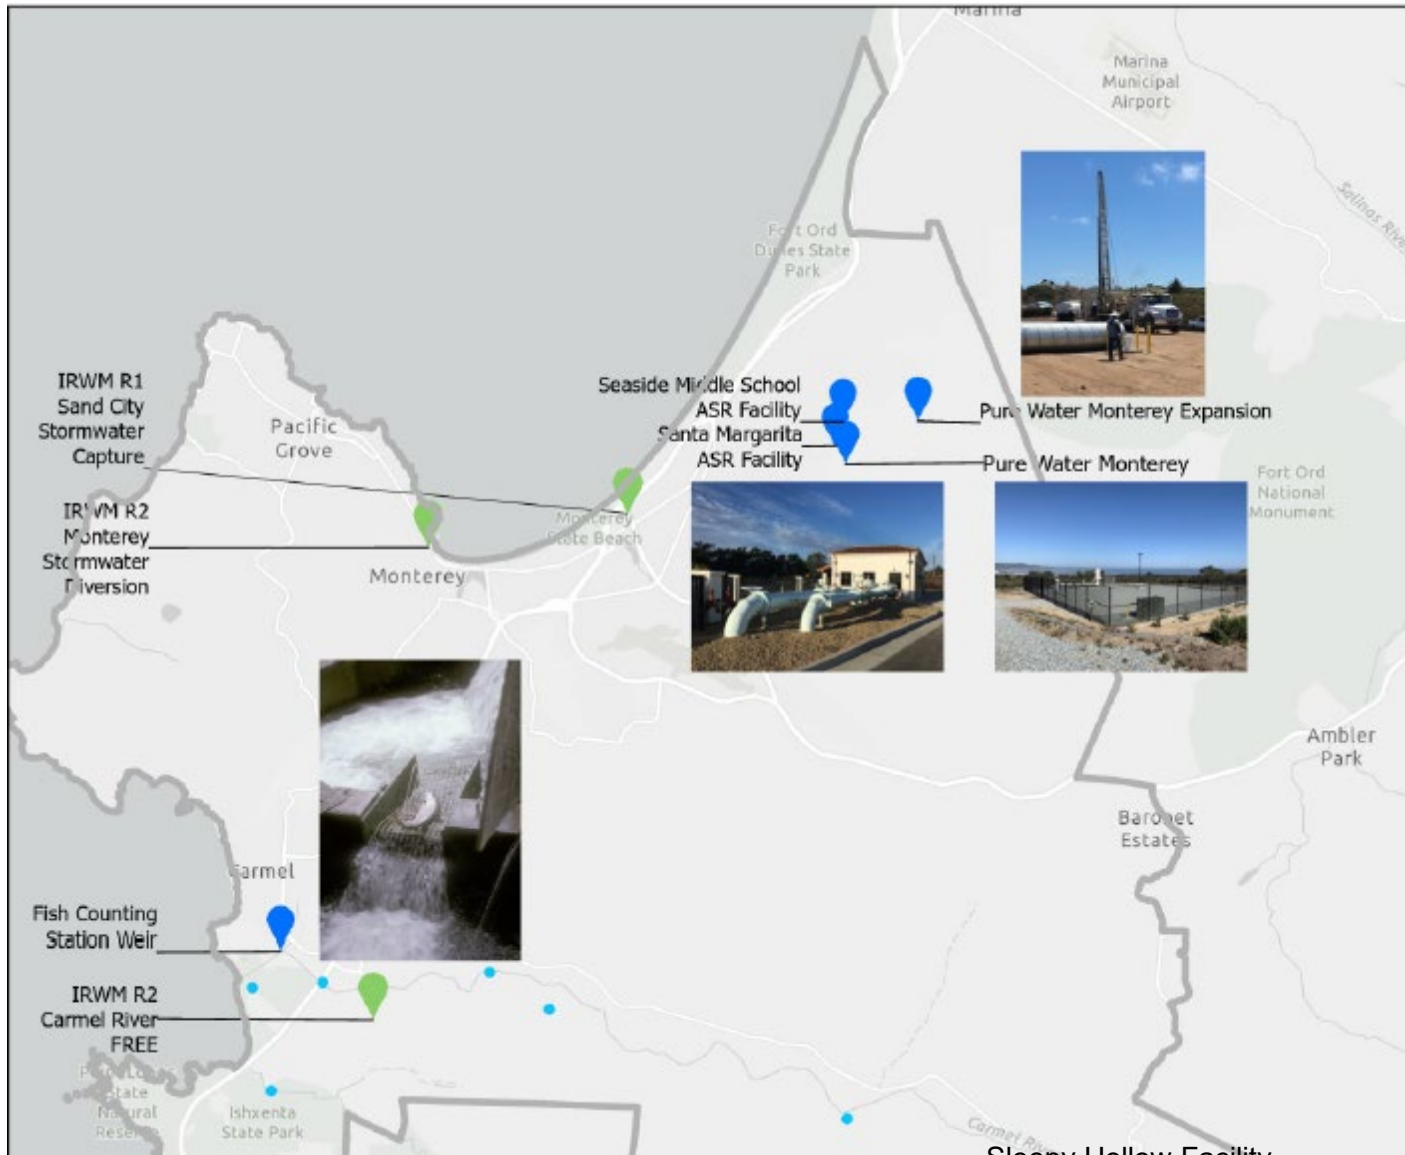 Marina
Marina
Municipal
Airport
Salinas River
Fort Ord
Dunes State
Park
IRWM R1
Sand City
Stormwater
Capture
Pacific
Grove
Seaside Middle School
ASR Facility
Santa Margarita
ASR Facility
Pure Water Monterey Expansion
Pure Water Monterey
Fort Ord
National
Monument
IRWM R2
Monterey
Stormwater
Diversion
Monterey
State Beach
Monterey
Ambler
Park
Baronet
Estates
Carmel
Fish Counting
Station Weir
IRWM R2
Carmel River
FREE
Point Lobos
State
Natural
Reserve
Ishxenta
State Park
Carmel River
Sleepy Hollow Facility